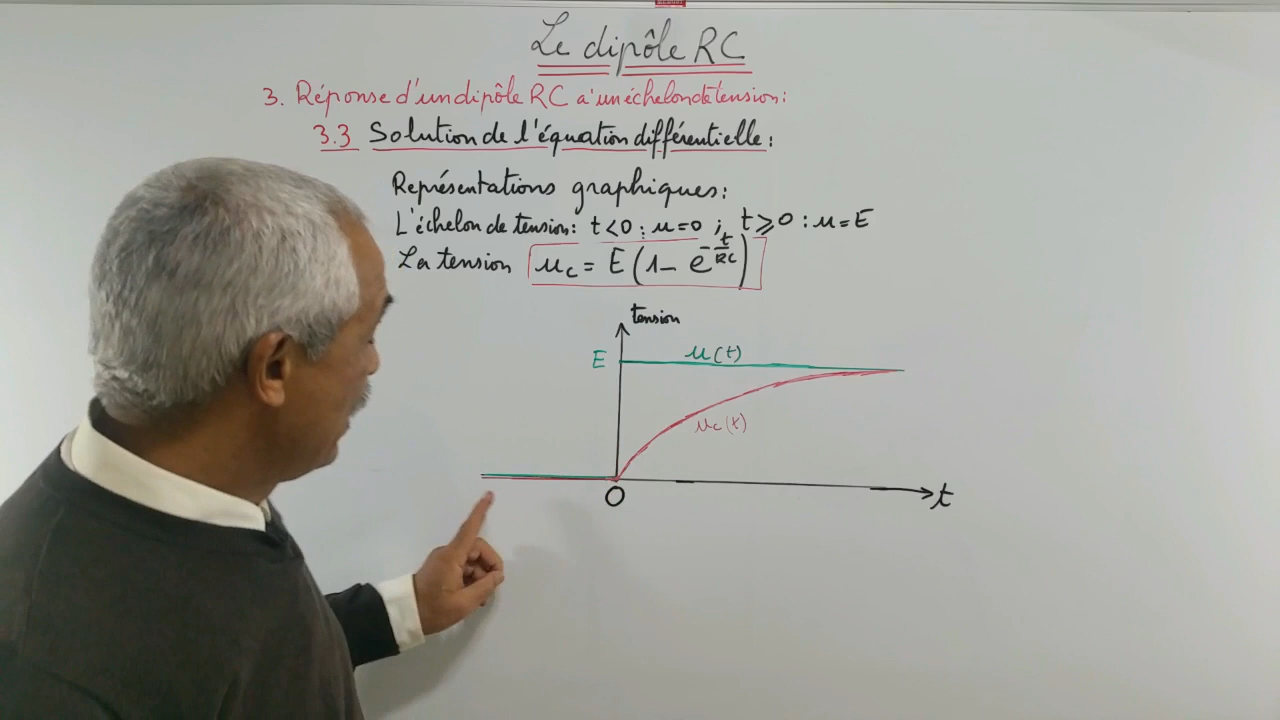 Le dipôle RC
3. Réponse d'un dipôle RC à un échelon de tension:
3.3 Solution de l'équation différentielle:
Représentations graphiques:
L'échelon de tension: t<0 : u=0 ; t⩾0 : u=E
La tension u_c = E(1 - e^{-t/RC})
tension
E u(t)
u_c(t)
O t